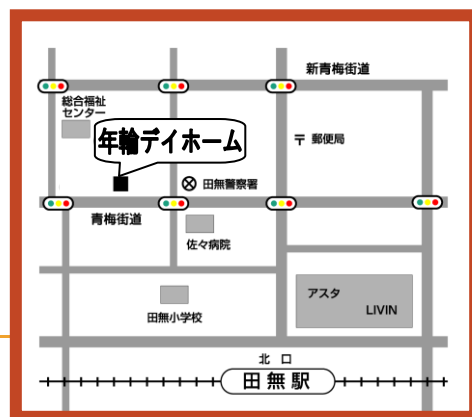 新青梅街道
総合福祉
センター
年輪デイホーム
〒 郵便局
田無警察署
青梅街道
佐々病院
アスタ
LIVIN
田無小学校
北口
田無駅